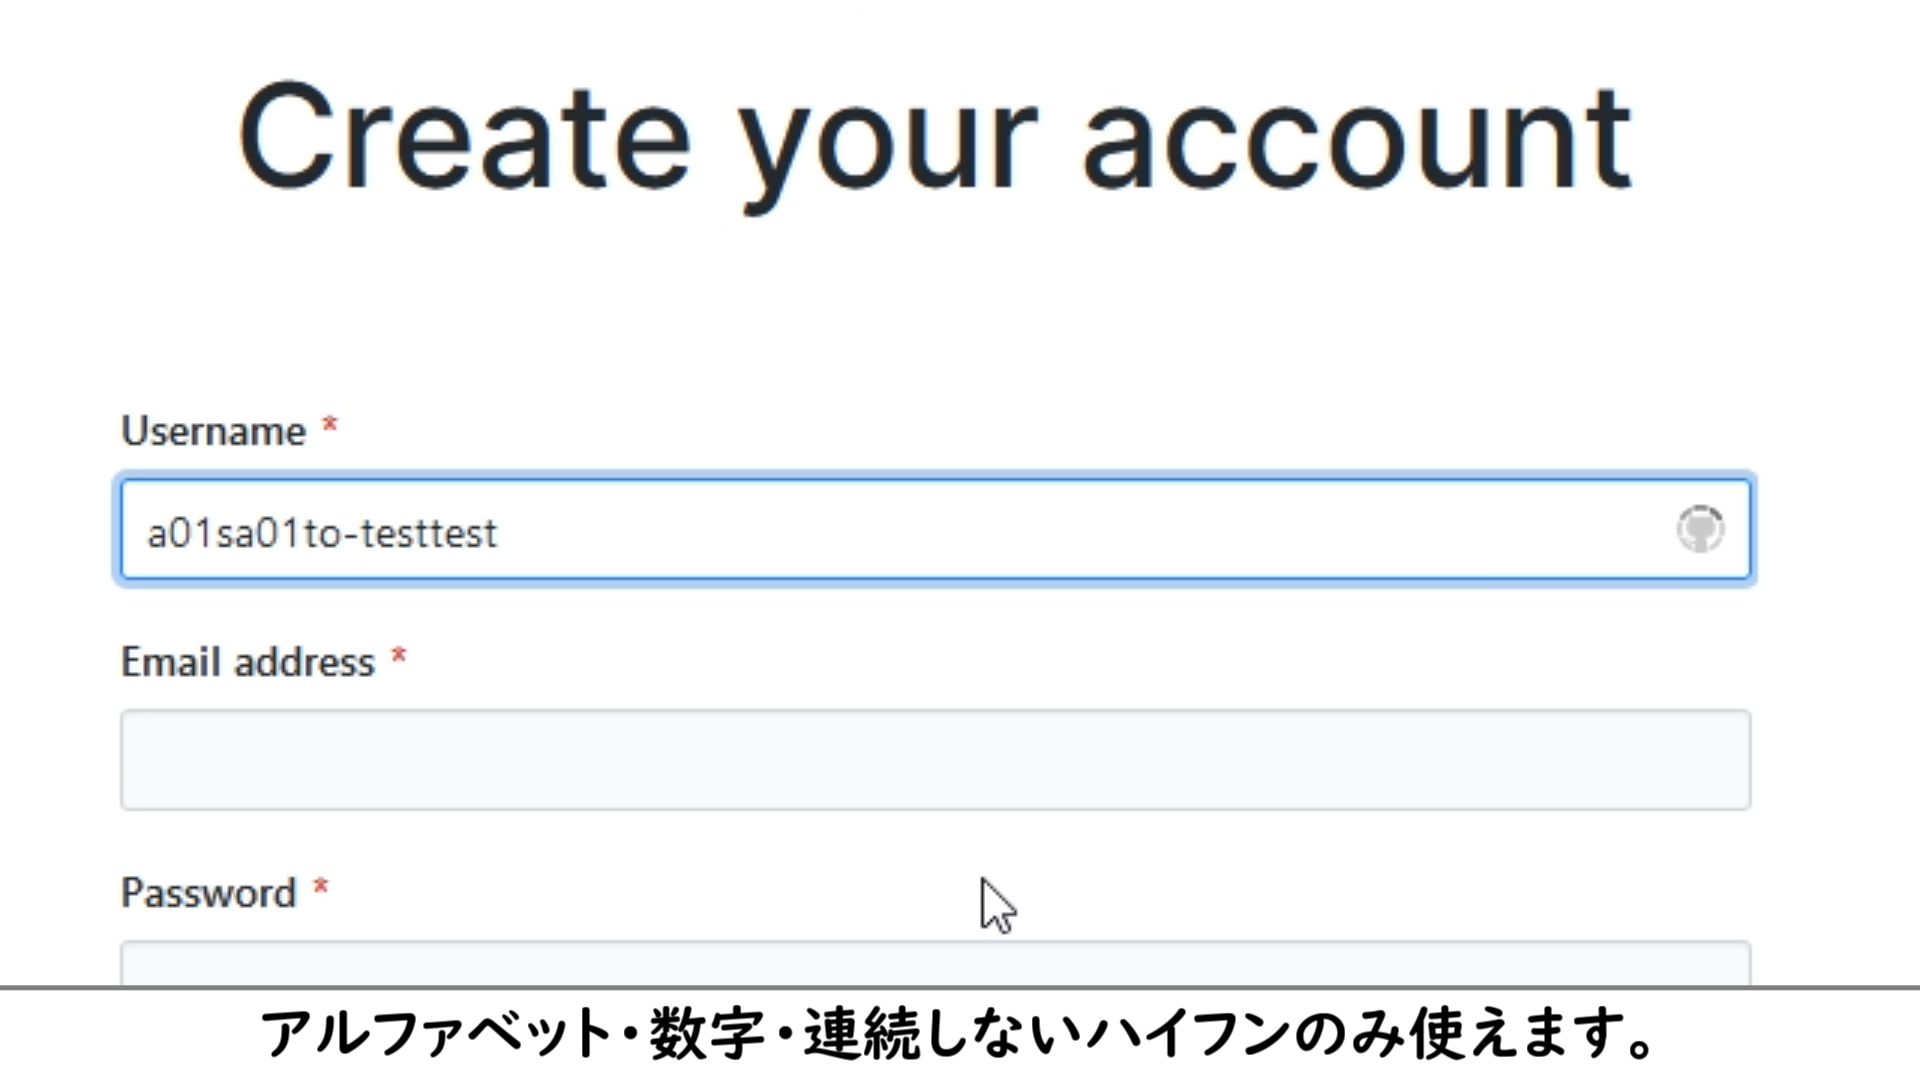 Create your account
Username *
a01sa01to-testtest
Email address *
Password *
アルファベット・数字・連続しないハイフンのみ使えます。